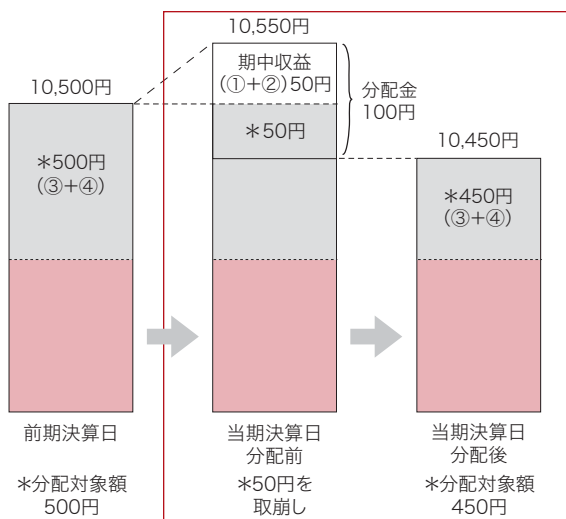 10,500円
＊500円
（③＋④）
前期決算日
＊分配対象額
500円
10,550円
期中収益
（①＋②）50円
＊50円
分配金
100円
当期決算日
分配前
＊50円を
取崩し
10,450円
＊450円
（③＋④）
当期決算日
分配後
＊分配対象額
450円